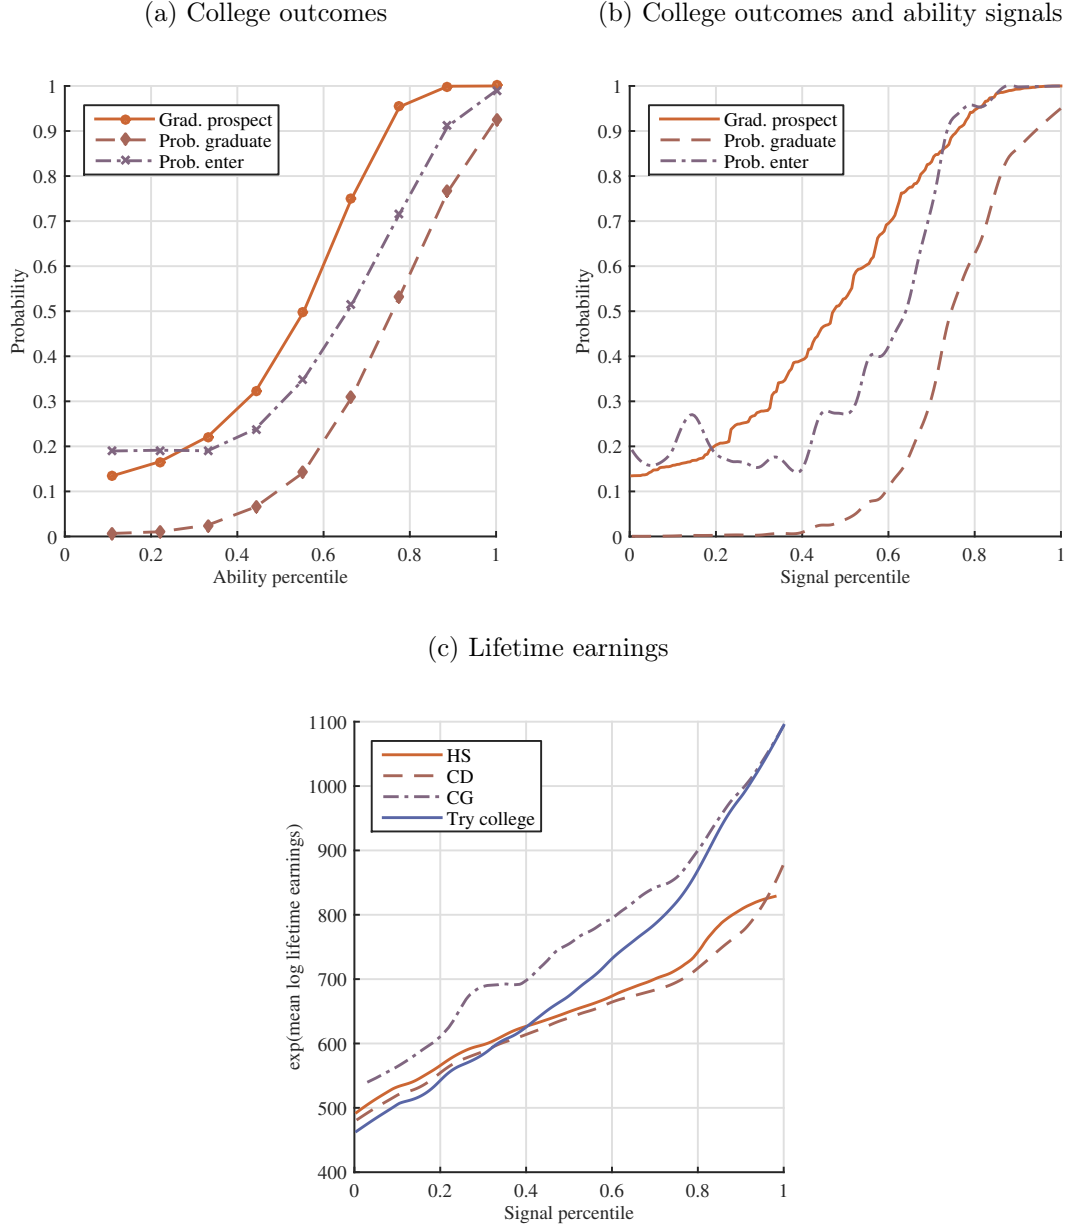 (a) College outcomes
1
0.9
0.8
0.7
0.6
0.5
0.4
0.3
0.2
0.1
0
Probability
Grad. prospect
Prob. graduate
Prob. enter
0 0.2 0.4 0.6 0.8 1
Ability percentile
(b) College outcomes and ability signals
1
0.9
0.8
0.7
0.6
0.5
0.4
0.3
0.2
0.1
0
Probability
Grad. prospect
Prob. graduate
Prob. enter
0 0.2 0.4 0.6 0.8 1
Signal percentile
(c) Lifetime earnings
1100
1000
900
800
700
600
500
400
exp(mean log lifetime earnings)
HS
CD
CG
Try college
0 0.2 0.4 0.6 0.8 1
Signal percentile